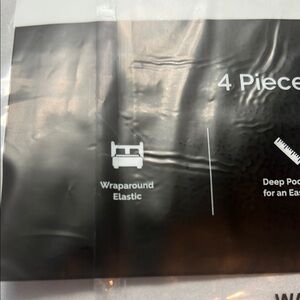 4 Piece
Wraparound
Elastic
Deep Poc
for an Eas